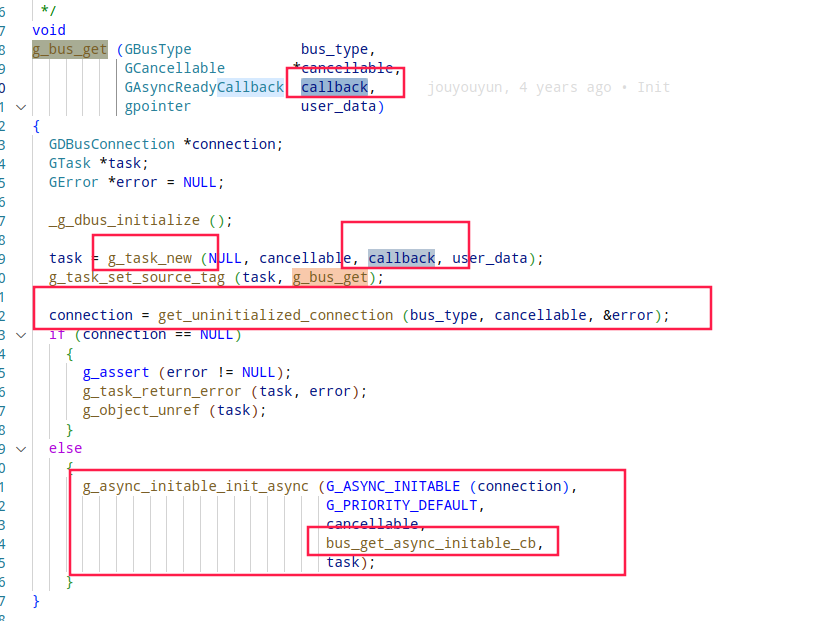 6 */
7 void
8 g_bus_get (GBusType bus_type,
9 GCancellable *cancellable,
0 GAsyncReadyCallback callback, jouyouyun, 4 years ago • Init
1 gpointer user_data)
2 {
3 GDBusConnection *connection;
4 GTask *task;
5 GError *error = NULL;
6
7 _g_dbus_initialize ();
8
9 task = g_task_new (NULL, cancellable, callback, user_data);
0 g_task_set_source_tag (task, g_bus_get);
1
2 connection = get_uninitialized_connection (bus_type, cancellable, &error);
3 if (connection == NULL)
4 {
5 g_assert (error != NULL);
6 g_task_return_error (task, error);
7 g_object_unref (task);
8 }
9 else
0 {
1 g_async_initable_init_async (G_ASYNC_INITABLE (connection),
2 G_PRIORITY_DEFAULT,
3 cancellable,
4 bus_get_async_initable_cb,
5 task);
6 }
7 }
8